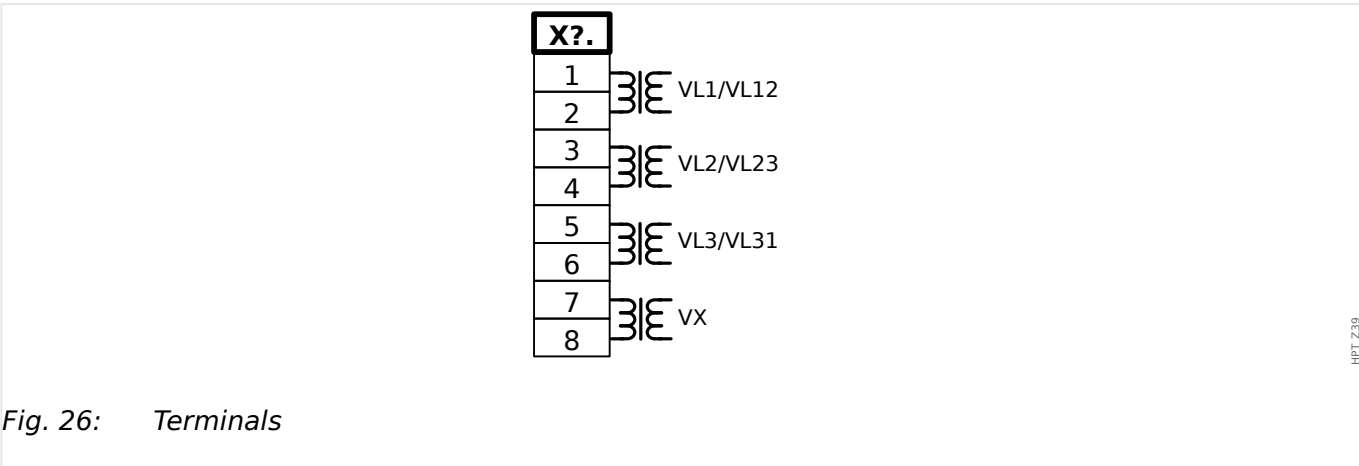 X?.
1
VL1/VL12
2
3
VL2/VL23
4
5
VL3/VL31
6
7
VX
8
HPT Z39
Fig. 26: Terminals